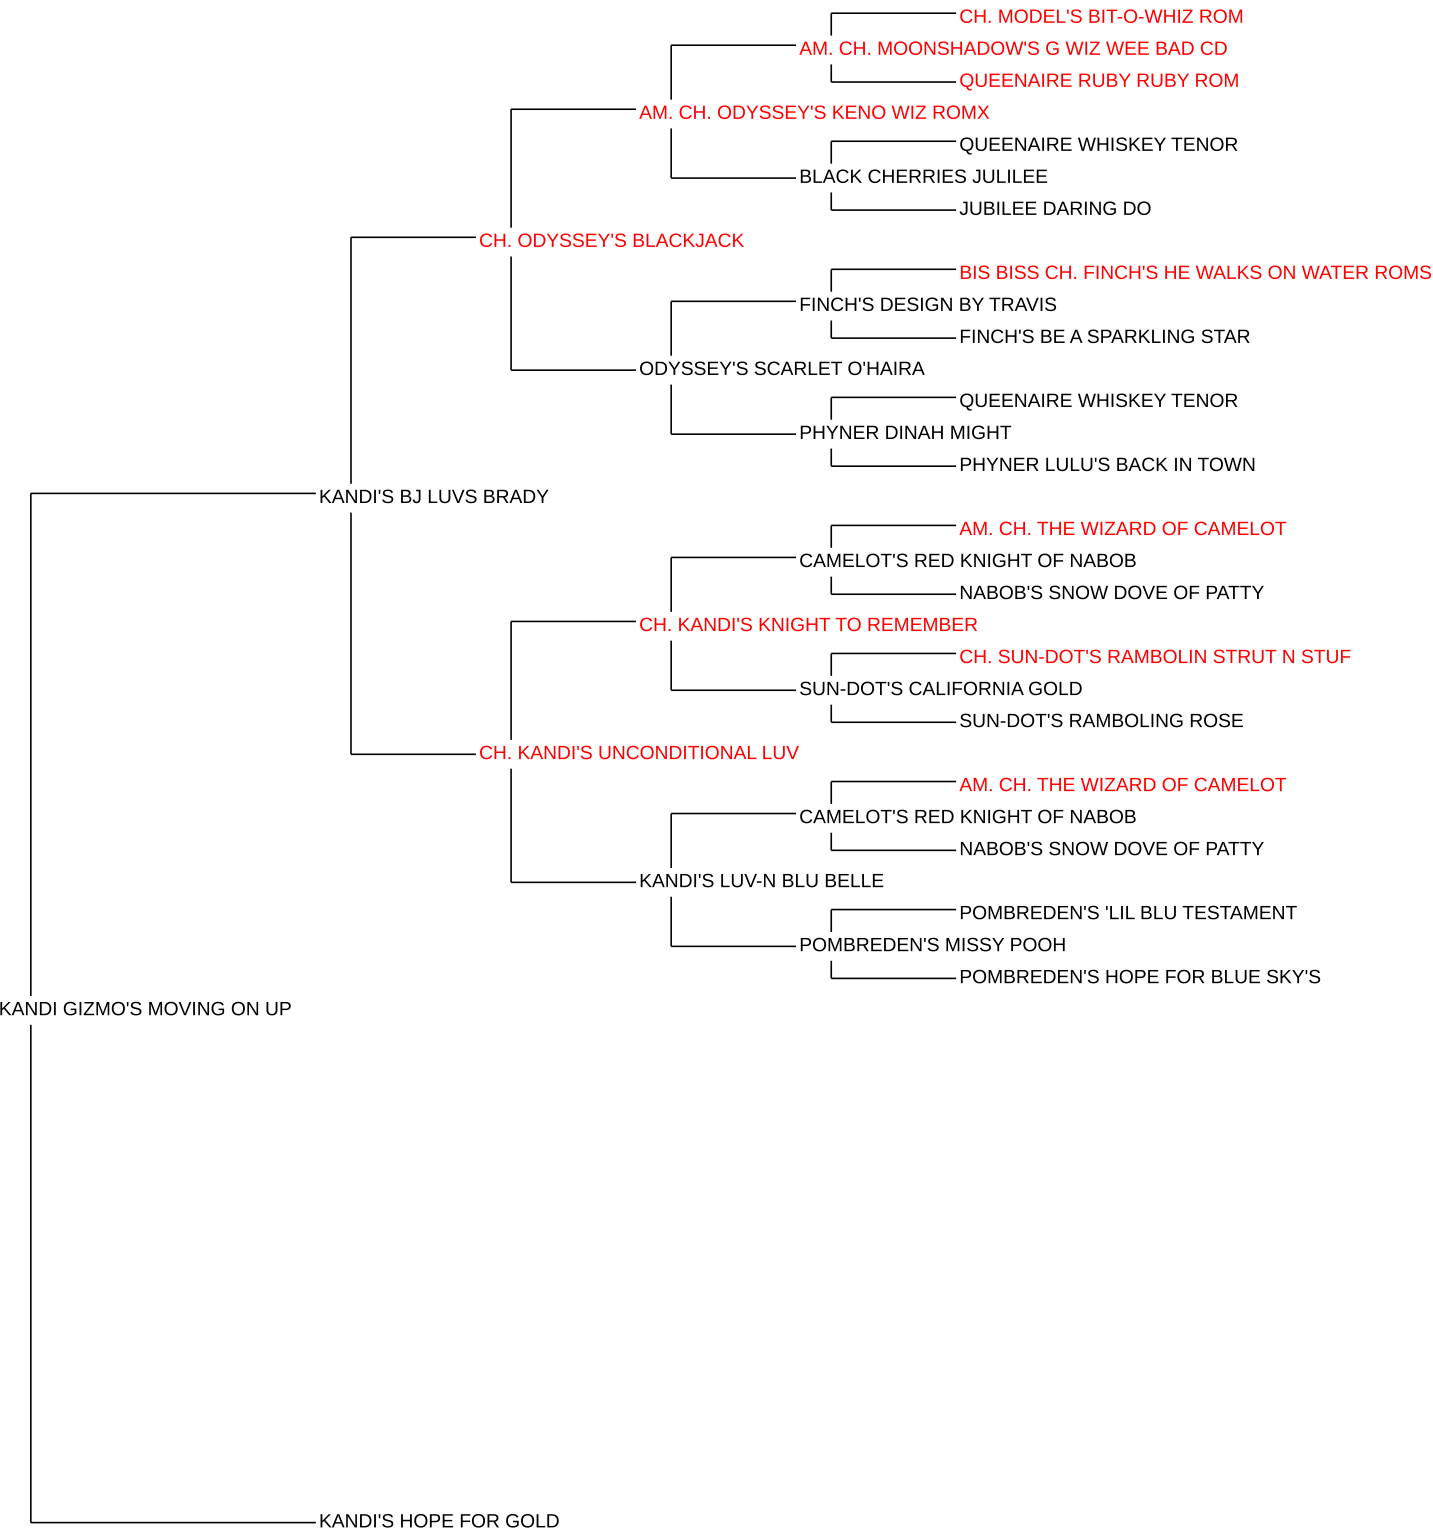 CH. MODEL'S BIT-O-WHIZ ROM
AM. CH. MOONSHADOW'S G WIZ WEE BAD CD
QUEENAIRE RUBY RUBY ROM
AM. CH. ODYSSEY'S KENO WIZ ROMX
QUEENAIRE WHISKEY TENOR
BLACK CHERRIES JULILEE
JUBILEE DARING DO
CH. ODYSSEY'S BLACKJACK
BIS BISS CH. FINCH'S HE WALKS ON WATER ROMS
FINCH'S DESIGN BY TRAVIS
FINCH'S BE A SPARKLING STAR
ODYSSEY'S SCARLET O'HAIRA
QUEENAIRE WHISKEY TENOR
PHYNER DINAH MIGHT
PHYNER LULU'S BACK IN TOWN
KANDI'S BJ LUVS BRADY
AM. CH. THE WIZARD OF CAMELOT
CAMELOT'S RED KNIGHT OF NABOB
NABOB'S SNOW DOVE OF PATTY
CH. KANDI'S KNIGHT TO REMEMBER
CH. SUN-DOT'S RAMBOLIN STRUT N STUF
SUN-DOT'S CALIFORNIA GOLD
SUN-DOT'S RAMBOLING ROSE
CH. KANDI'S UNCONDITIONAL LUV
AM. CH. THE WIZARD OF CAMELOT
CAMELOT'S RED KNIGHT OF NABOB
NABOB'S SNOW DOVE OF PATTY
KANDI'S LUV-N BLU BELLE
POMBREDEN'S 'LIL BLU TESTAMENT
POMBREDEN'S MISSY POOH
POMBREDEN'S HOPE FOR BLUE SKY'S
KANDI GIZMO'S MOVING ON UP
KANDI'S HOPE FOR GOLD